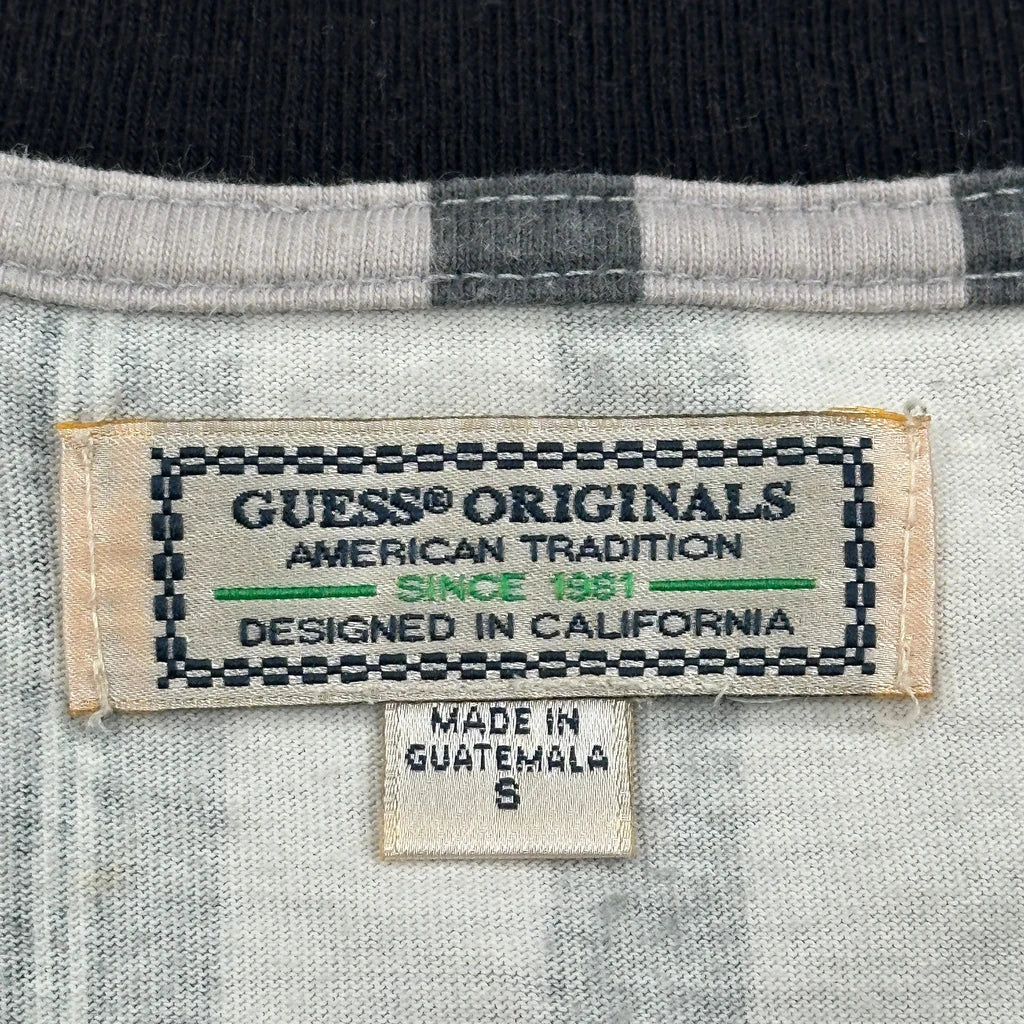 GUESS® ORIGINALS
AMERICAN TRADITION
SINCE 1981
DESIGNED IN CALIFORNIA
MADE IN
GUATEMALA
S